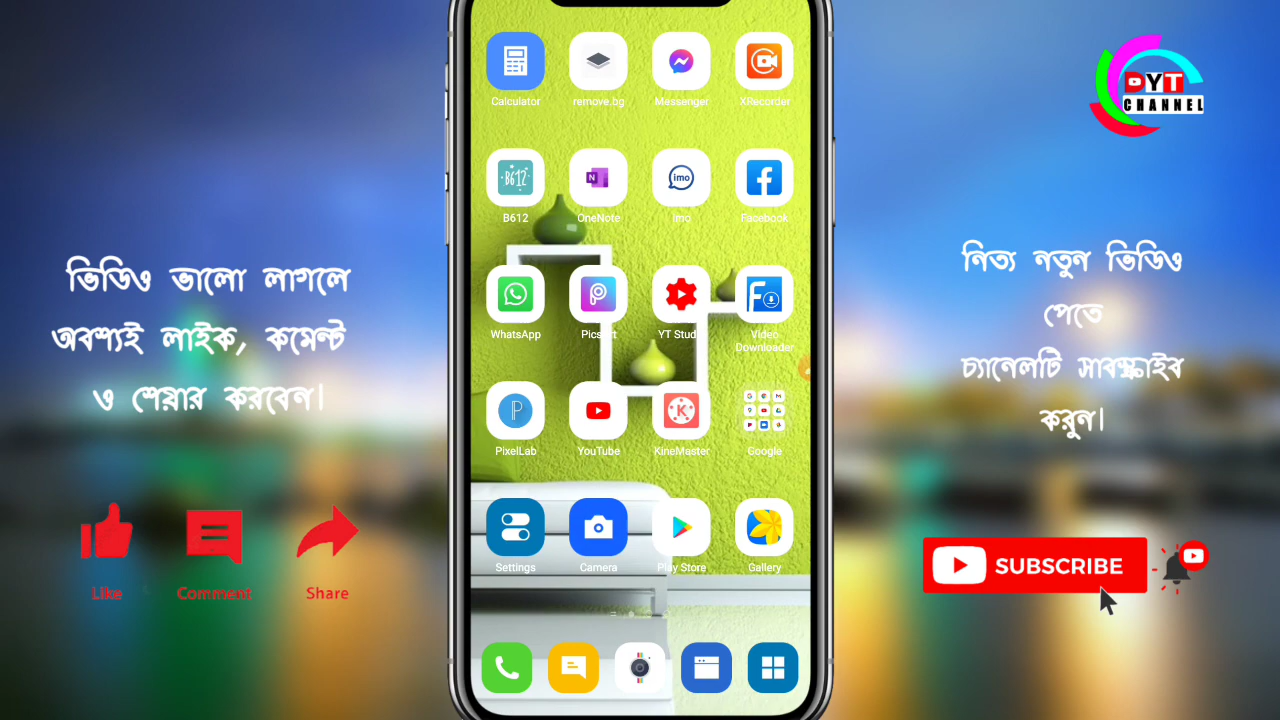 Calculator
remove.bg
Messenger
XRecorder
DYT
CHANNEL
B612
B612
OneNote
imo
imo
Facebook
ভিডিও ভালো লাগলে
অবশ্যই লাইক, কমেন্ট
ও শেয়ার করবেন।
WhatsApp
Picsart
YT Studio
Video
Downloader
নিত্য নতুন ভিডিও
পেতে
চ্যানেলটি সাবস্ক্রাইব
করুন।
PixelLab
YouTube
KineMaster
Google
Settings
Camera
Play Store
Gallery
Like
Comment
Share
SUBSCRIBE